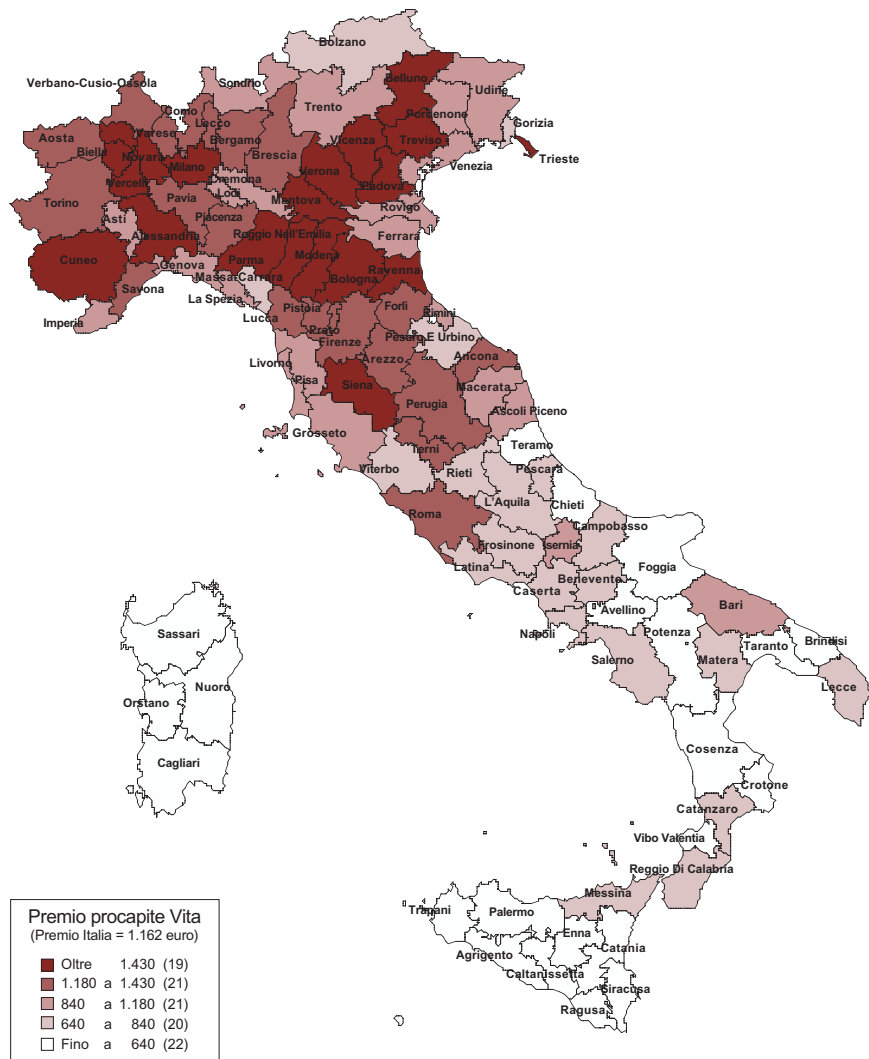 Bolzano
Verbano-Cusio-Ossola
Sondrio
Belluno
Udine
Trento
Como
Lecco
Pordenone
Gorizia
Aosta
Varese
Bergamo
Vicenza
Treviso
Biella
Novara
Brescia
Trieste
Milano
Verona
Venezia
Cremona
Padova
Vercelli
Lodi
Torino
Pavia
Mantova
Rovigo
Asti
Piacenza
Alessandria
Reggio Nell'Emilia
Ferrara
Cuneo
Parma
Modena
Genova
Ravenna
Massa-Carrara
Bologna
Savona
La Spezia
Imperia
Lucca
Pistoia
Forlì
Rimini
Prato
Pesaro E Urbino
Firenze
Arezzo
Ancona
Livorno
Pisa
Siena
Macerata
Perugia
Ascoli Piceno
Grosseto
Teramo
Terni
Viterbo
Rieti
Pescara
L'Aquila
Chieti
Roma
Campobasso
Frosinone
Isernia
Latina
Foggia
Benevento
Caserta
Bari
Avellino
Sassari
Napoli
Potenza
Brindisi
Taranto
Salerno
Matera
Nuoro
Lecce
Orstano
Cosenza
Cagliari
Crotone
Catanzaro
Vibo Valentia
Reggio Di Calabria
Messina
Trapani
Palermo
Enna
Catania
Agrigento
Caltanissetta
Siracusa
Ragusa
Premio procapite Vita
(Premio Italia = 1.162 euro)
Oltre 1.430 (19)
1.180 a 1.430 (21)
840 a 1.180 (21)
640 a 840 (20)
Fino a 640 (22)